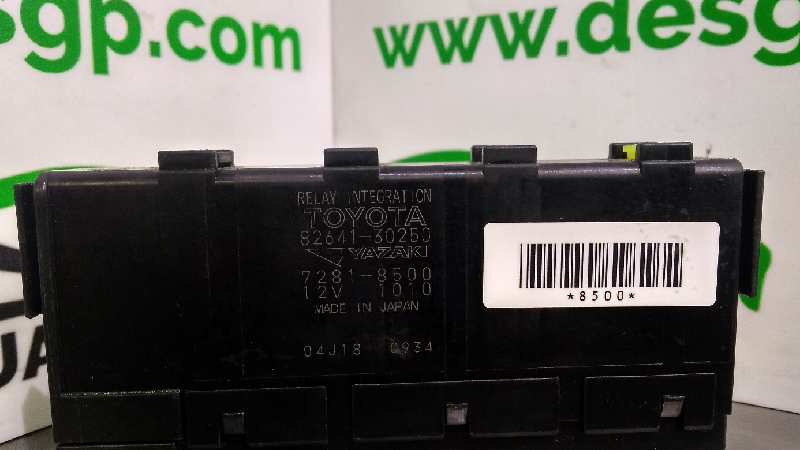 esgp.com
www.desg
RELAY INTEGRATION
TOYOTA
82641-30250
YAZAKI
7281-8500
12V 1010
MADE IN JAPAN
04J18 0934
*8500*